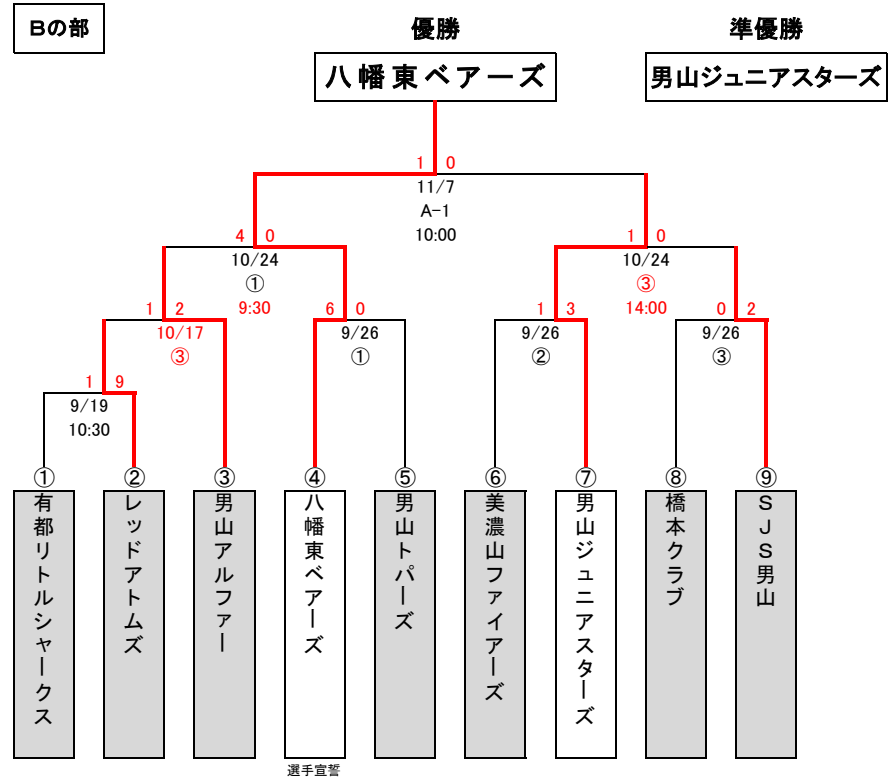 Bの部
優勝
準優勝
八幡東ベアーズ
男山ジュニアスターズ
1 0
11/7
A-1
10:00
4 0
10/24
①
9:30
1 0
10/24
③
14:00
1 2
10/17
③
6 0
9/26
①
1 3
9/26
②
0 2
9/26
③
1 9
9/19
10:30
①
有都リトルシャークス
②
レッドアトムズ
③
男山アルファー
④
八幡東ベアーズ
⑤
男山トパーズ
⑥
美濃山ファイアーズ
⑦
男山ジュニアスターズ
⑧
橋本クラブ
⑨
SJS男山
選手宣誓